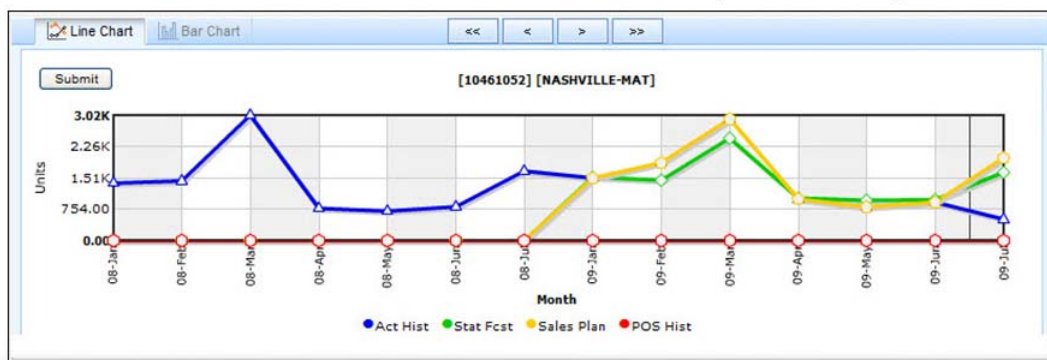 Line Chart Bar Chart << < > >>
Submit
[10461052] [NASHVILLE-MAT]
3.02K
2.26K
1.51K
754.00
0.00
Units
08-Jan 08-Feb 08-Mar 08-Apr 08-May 08-Jun 08-Jul 09-Jan 09-Feb 09-Mar 09-Apr 09-May 09-Jun 09-Jul
Month
Act Hist Stat Fcst Sales Plan POS Hist